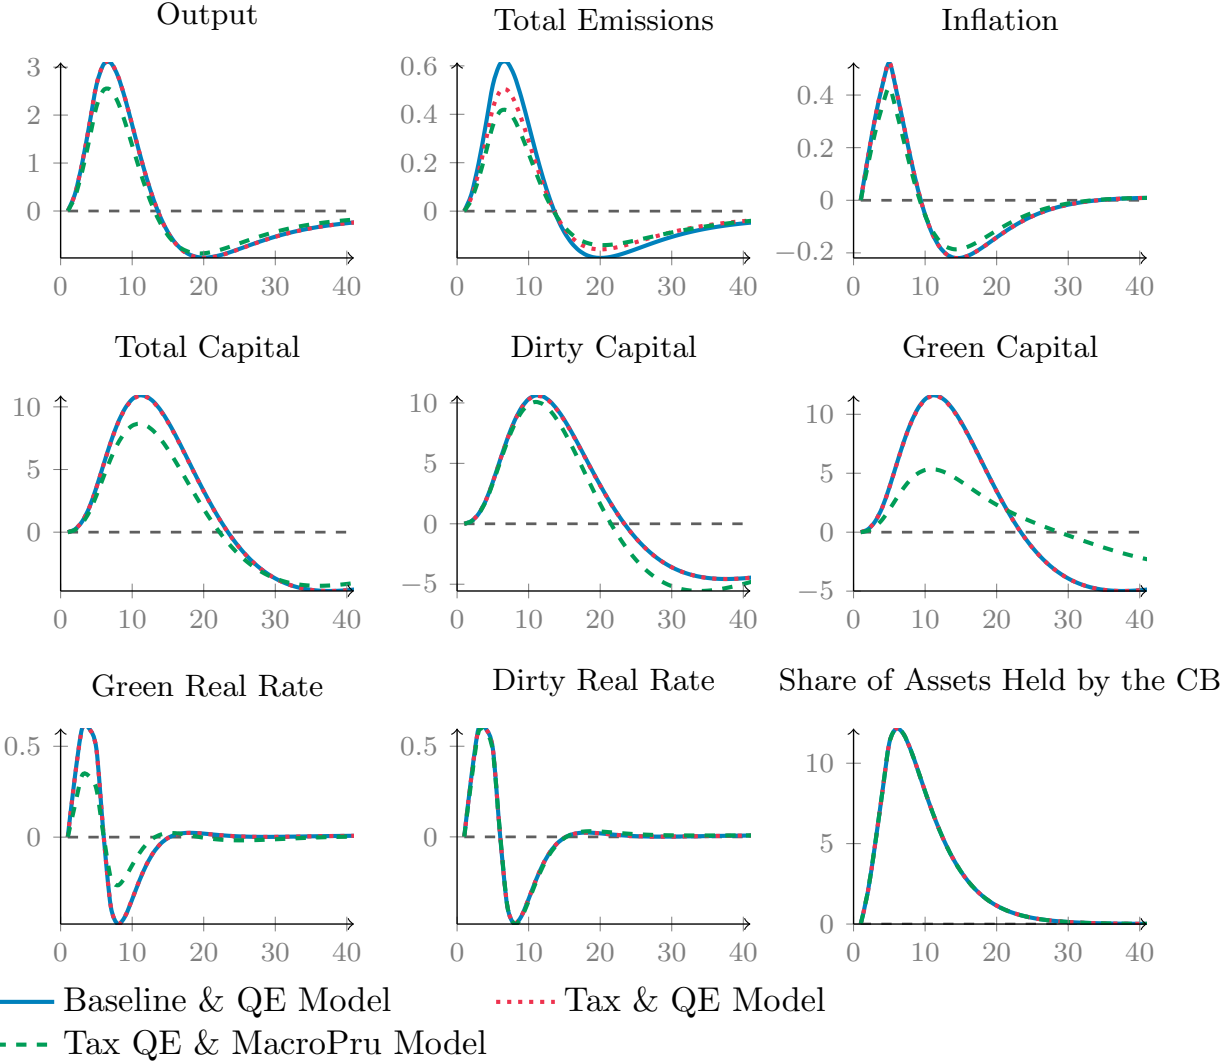 Output
Total Emissions
Inflation
3
2
1
0
0 10 20 30 40
0.6
0.4
0.2
0
0 10 20 30 40
0.4
0.2
0
−0.2
0 10 20 30 40
Total Capital
Dirty Capital
Green Capital
10
5
0
0 10 20 30 40
10
5
0
−5
0 10 20 30 40
10
5
0
−5
0 10 20 30 40
Green Real Rate
Dirty Real Rate
Share of Assets Held by the CB
0.5
0
0 10 20 30 40
0.5
0
0 10 20 30 40
10
5
0
0 10 20 30 40
Baseline & QE Model
Tax & QE Model
Tax QE & MacroPru Model